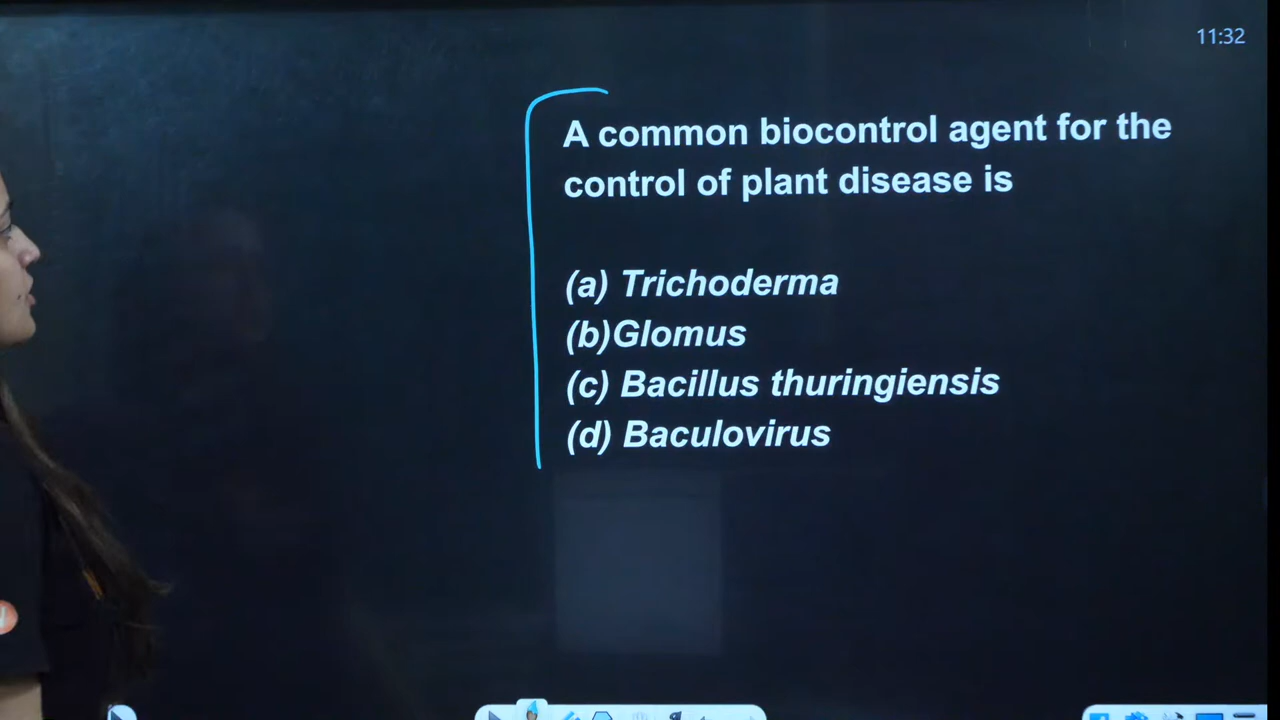 11:32
A common biocontrol agent for the
control of plant disease is
(a) Trichoderma
(b)Glomus
(c) Bacillus thuringiensis
(d) Baculovirus